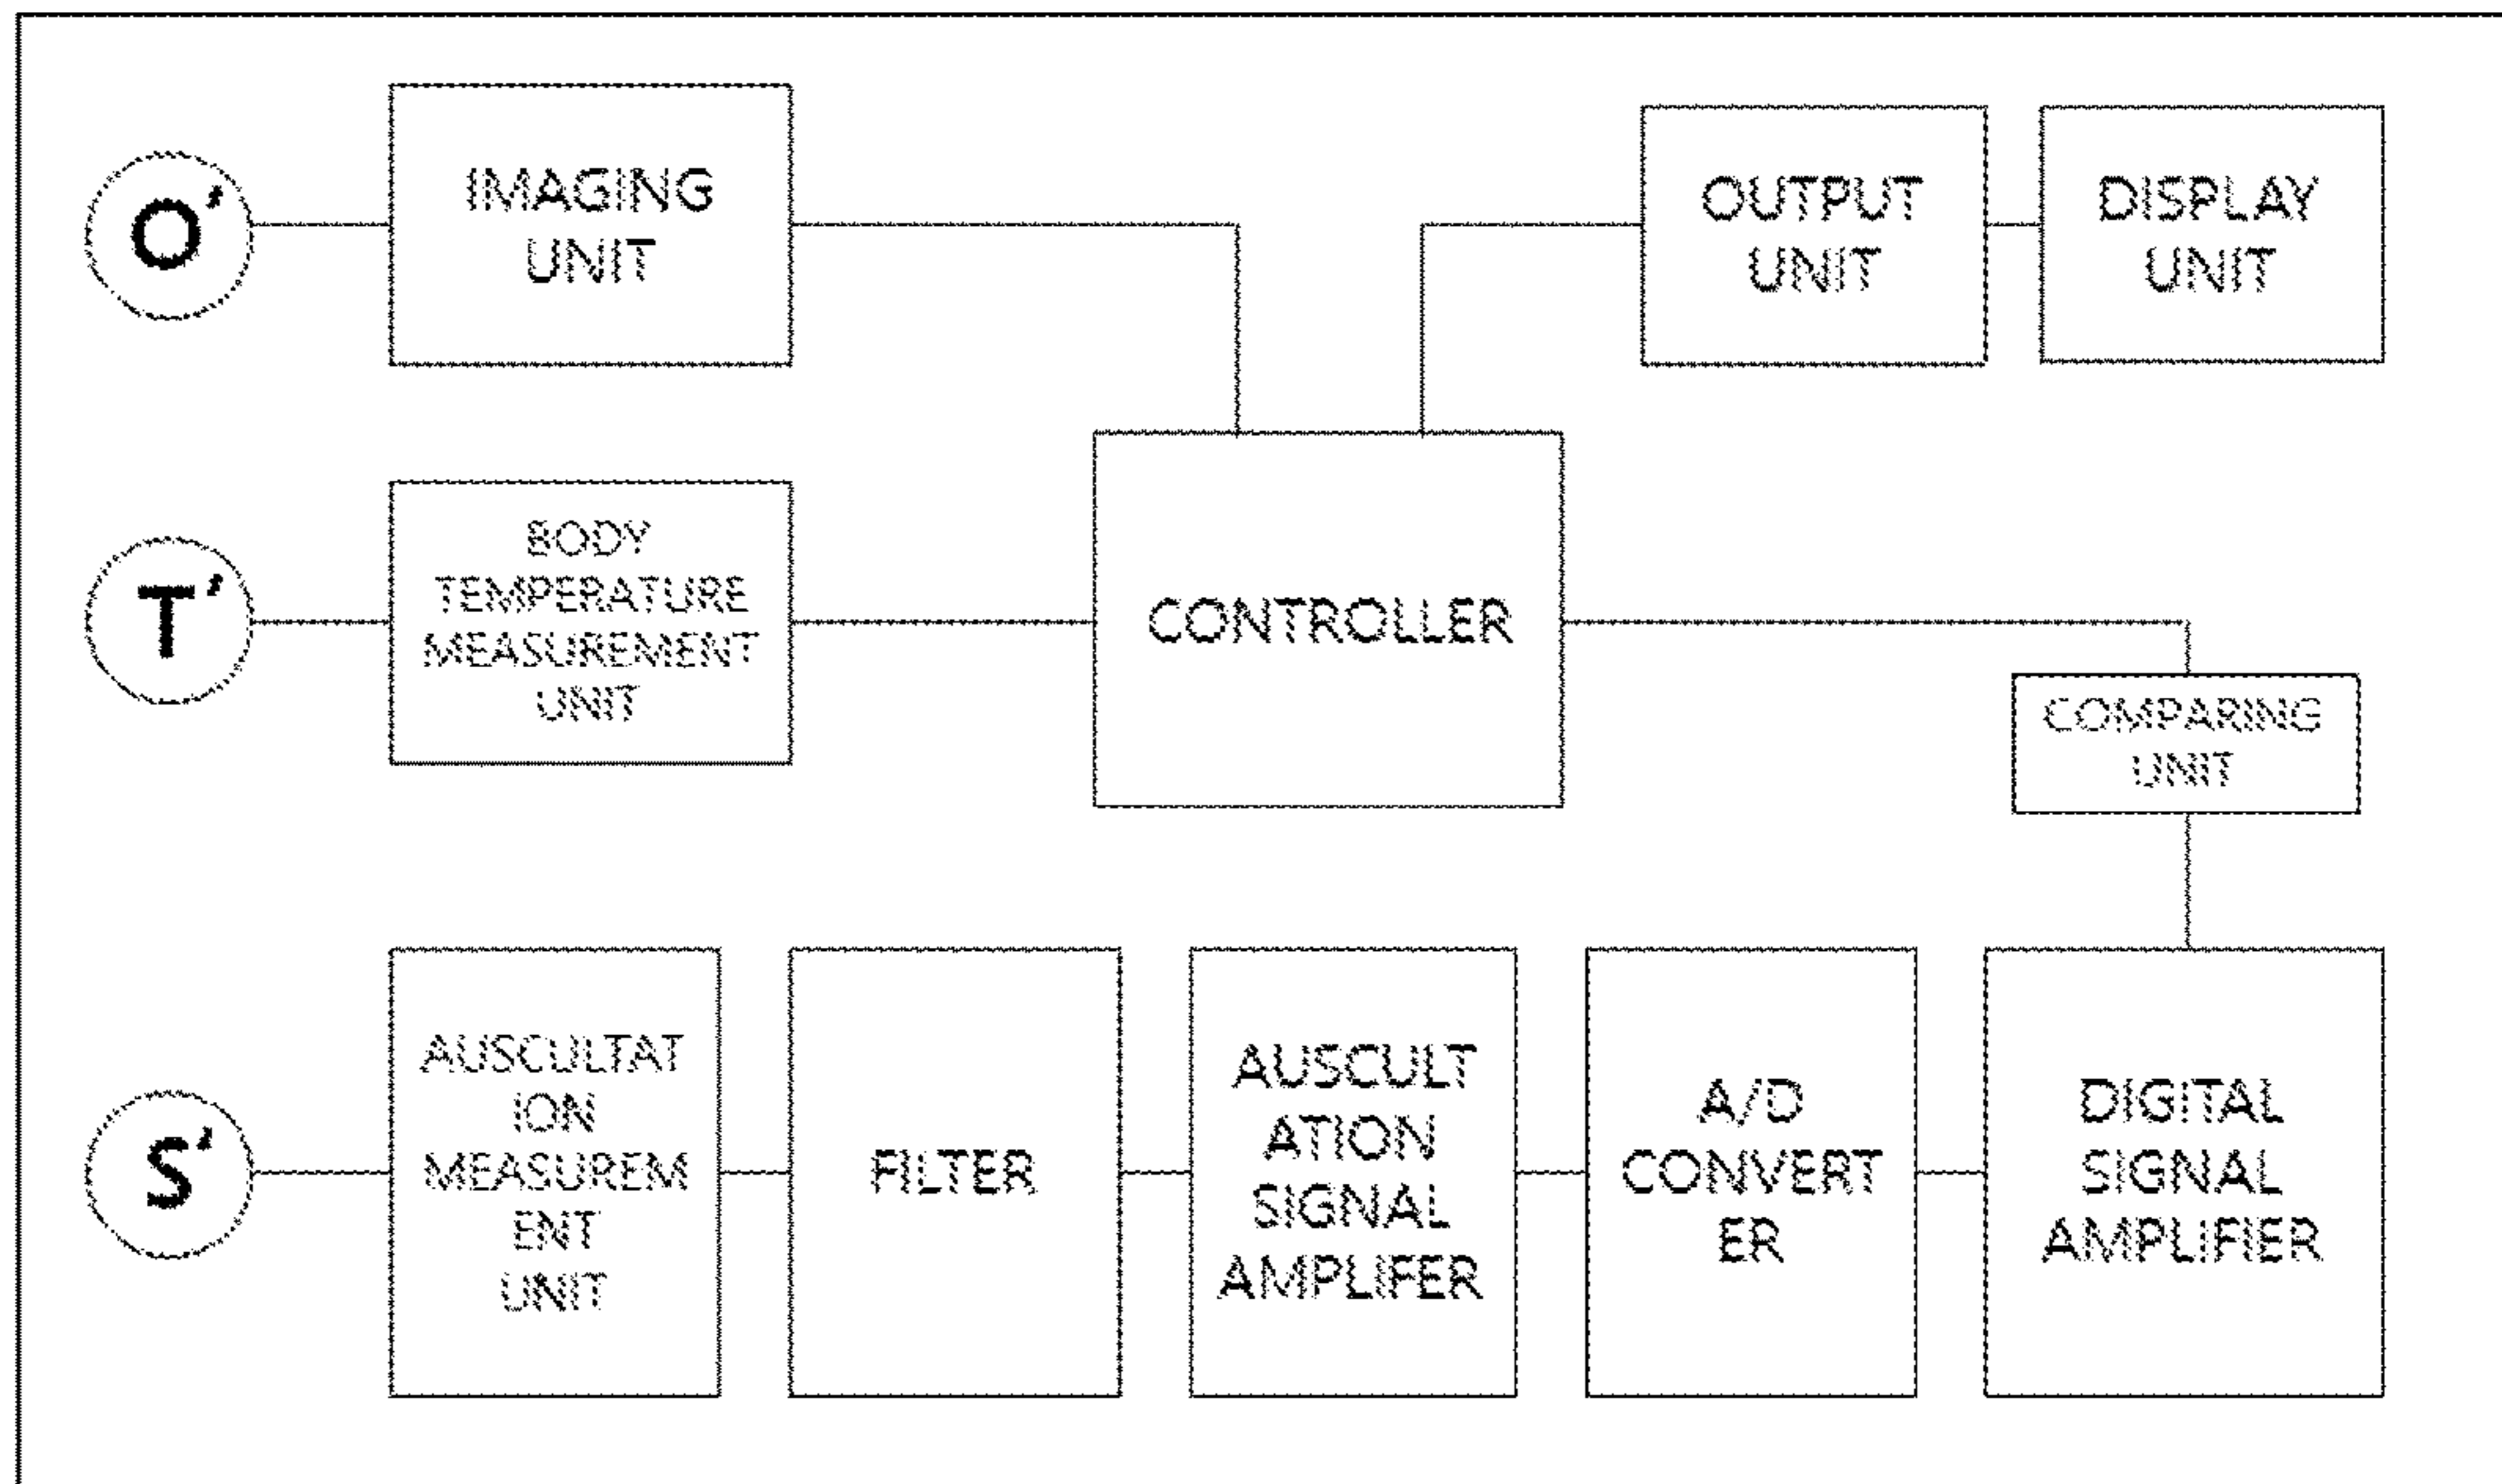 O'
IMAGING
UNIT
OUTPUT
UNIT
DISPLAY
UNIT
T'
BODY
TEMPERATURE
MEASUREMENT
UNIT
CONTROLLER
COMPARING
UNIT
S'
AUSCULTAT
ION
MEASUREM
ENT
UNIT
FILTER
AUSCULT
ATION
SIGNAL
AMPLIFER
A/D
CONVERT
ER
DIGITAL
SIGNAL
AMPLIFIER